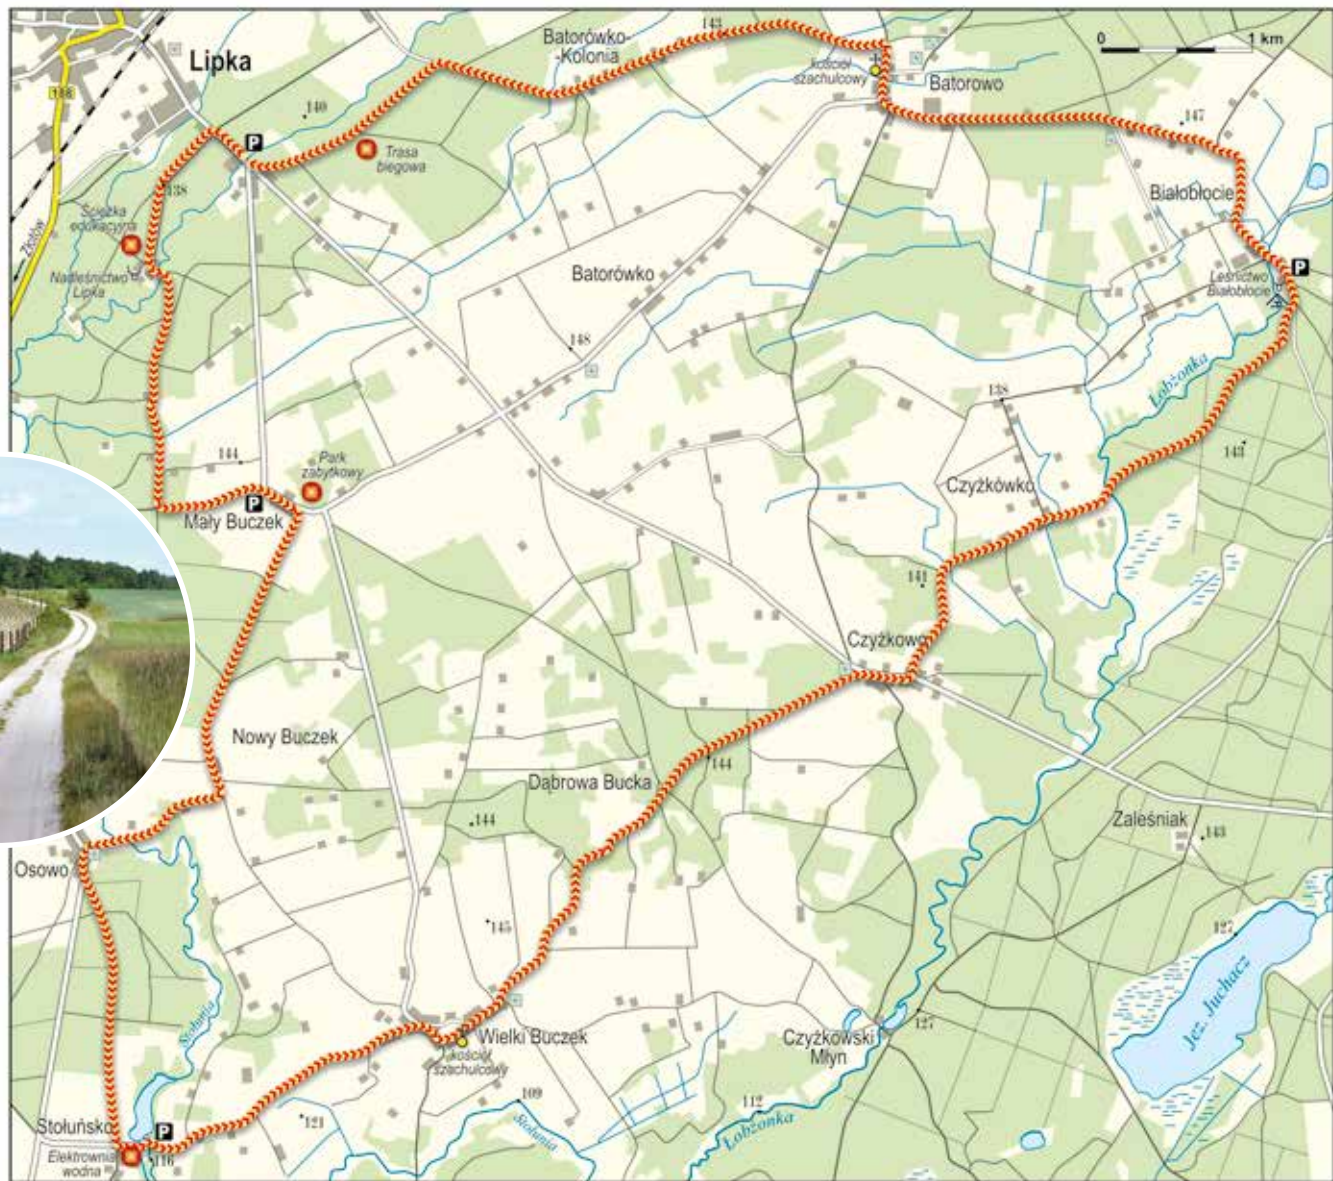 Lipka
188
Złotów
140
138
P
Trasa
biegowa
Ścieżka
edukacyjna
Nadleśnictwo
Lipka
Batorówko-
-Kolonia
143
kościół
szachulcowy
Batorowo
0 1 km
147
Białobłocie
P
Leśnictwo
Białobłocie
Batorówko
148
Łobżonka
138
143
Czyżkówko
144
Park
zabytkowy
P
Mały Buczek
141
Czyżkowo
Nowy Buczek
144
Dąbrowa Bucka
144
Zaleśniak
143
Osowo
145
127
Jez. Juchacz
Stołunia
Wielki Buczek
kościół
szachulcowy
Czyżkowski
Młyn
127
109
121
112
Stołunia
Łobżonka
Stołuńsko
P
Elektrownia
wodna
116